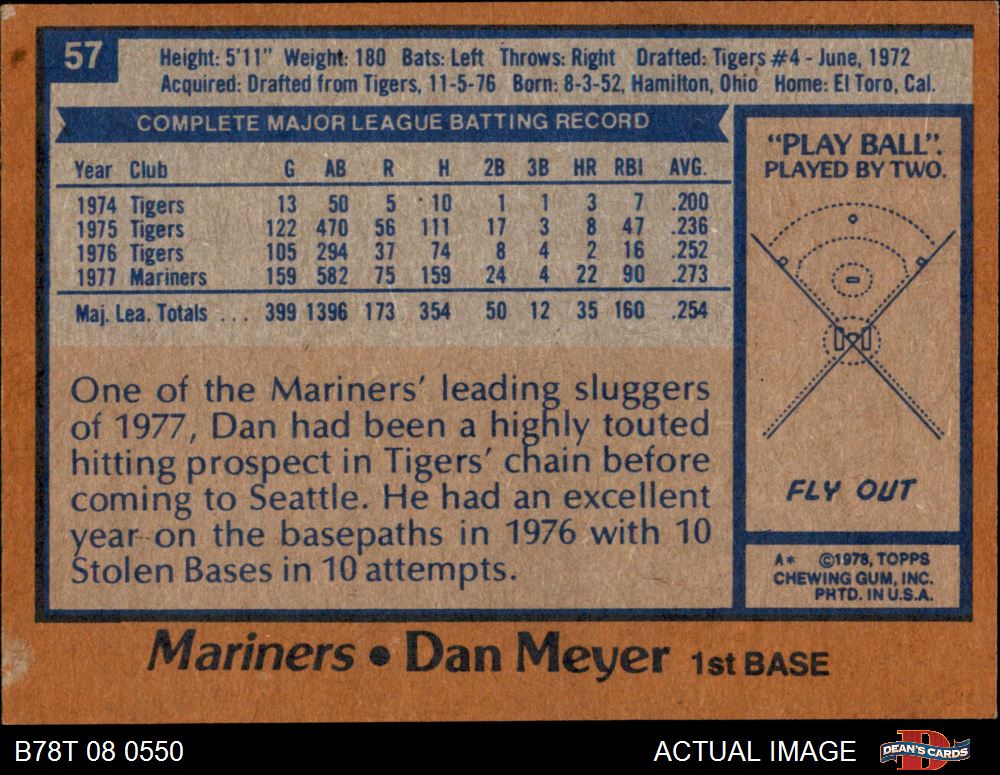 57
Height: 5'11" Weight: 180 Bats: Left Throws: Right Drafted: Tigers #4 - June, 1972
Acquired: Drafted from Tigers, 11-5-76 Born: 8-3-52, Hamilton, Ohio Home: El Toro, Cal.
COMPLETE MAJOR LEAGUE BATTING RECORD
Year Club G AB R H 2B 3B HR RBI AVG.
1974 Tigers 13 50 5 10 1 1 3 7 .200
1975 Tigers 122 470 56 111 17 3 8 47 .236
1976 Tigers 105 294 37 74 8 4 2 16 .252
1977 Mariners 159 582 75 159 24 4 22 90 .273
Maj. Lea. Totals ... 399 1396 173 354 50 12 35 160 .254
One of the Mariners' leading sluggers
of 1977, Dan had been a highly touted
hitting prospect in Tigers' chain before
coming to Seattle. He had an excellent
year on the basepaths in 1976 with 10
Stolen Bases in 10 attempts.
"PLAY BALL".
PLAYED BY TWO.
FLY OUT
A* ©1978, TOPPS
CHEWING GUM, INC.
PRTD. IN U.S.A.
Mariners • Dan Meyer 1st BASE
B78T 08 0550
ACTUAL IMAGE
DEAN'S CARDS